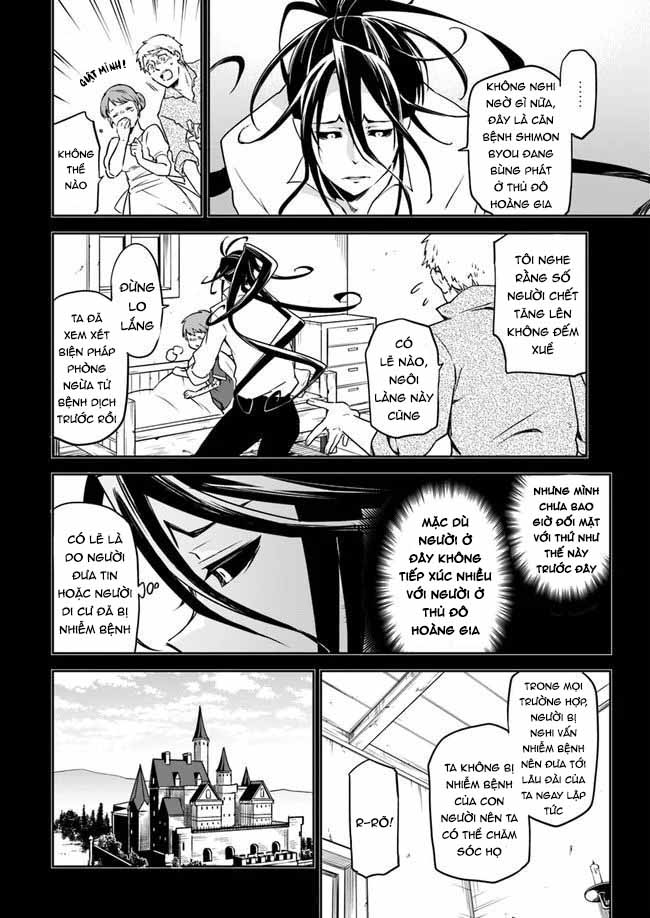 ......
KHÔNG NGHI
NGỜ GÌ NỮA,
ĐÂY LÀ CĂN
BỆNH SHIMON
BYOU ĐANG
BÙNG PHÁT
Ở THỦ ĐÔ
HOÀNG GIA
GIẬT MÌNH!
KHÔNG
THỂ
NÀO
TÔI NGHE
RẰNG SỐ
NGƯỜI CHẾT
TĂNG LÊN
KHÔNG ĐẾM
XUỂ
CÓ
LẼ NÀO,
NGÔI
LÀNG NÀY
CŨNG
ĐỪNG
LO
LẮNG
TA ĐÃ
XEM XÉT
BIỆN PHÁP
PHÒNG
NGỪA TỪ
BỆNH DỊCH
TRƯỚC RỒI
NHƯNG MÌNH
CHƯA BAO
GIỜ ĐỐI MẶT
VỚI THỨ NHƯ
THẾ NÀY
TRƯỚC ĐÂY
MẶC DÙ
NGƯỜI Ở
ĐÂY KHÔNG
TIẾP XÚC NHIỀU
VỚI NGƯỜI Ở
THỦ ĐÔ
HOÀNG GIA
CÓ LẼ LÀ
DO NGƯỜI
ĐƯA TIN
HOẶC NGƯỜI
DI CƯ ĐÃ BỊ
NHIỄM BỆNH
TRONG MỌI
TRƯỜNG HỢP,
NGƯỜI BỊ
NGHI VẤN
NHIỄM BỆNH
NÊN ĐƯA TỚI
LÂU ĐÀI CỦA
TA NGAY LẬP
TỨC
TA KHÔNG BỊ
NHIỄM BỆNH CỦA
CON NGƯỜI NÊN TA
CÓ THỂ CHĂM
SÓC HỌ
R-RÕ!